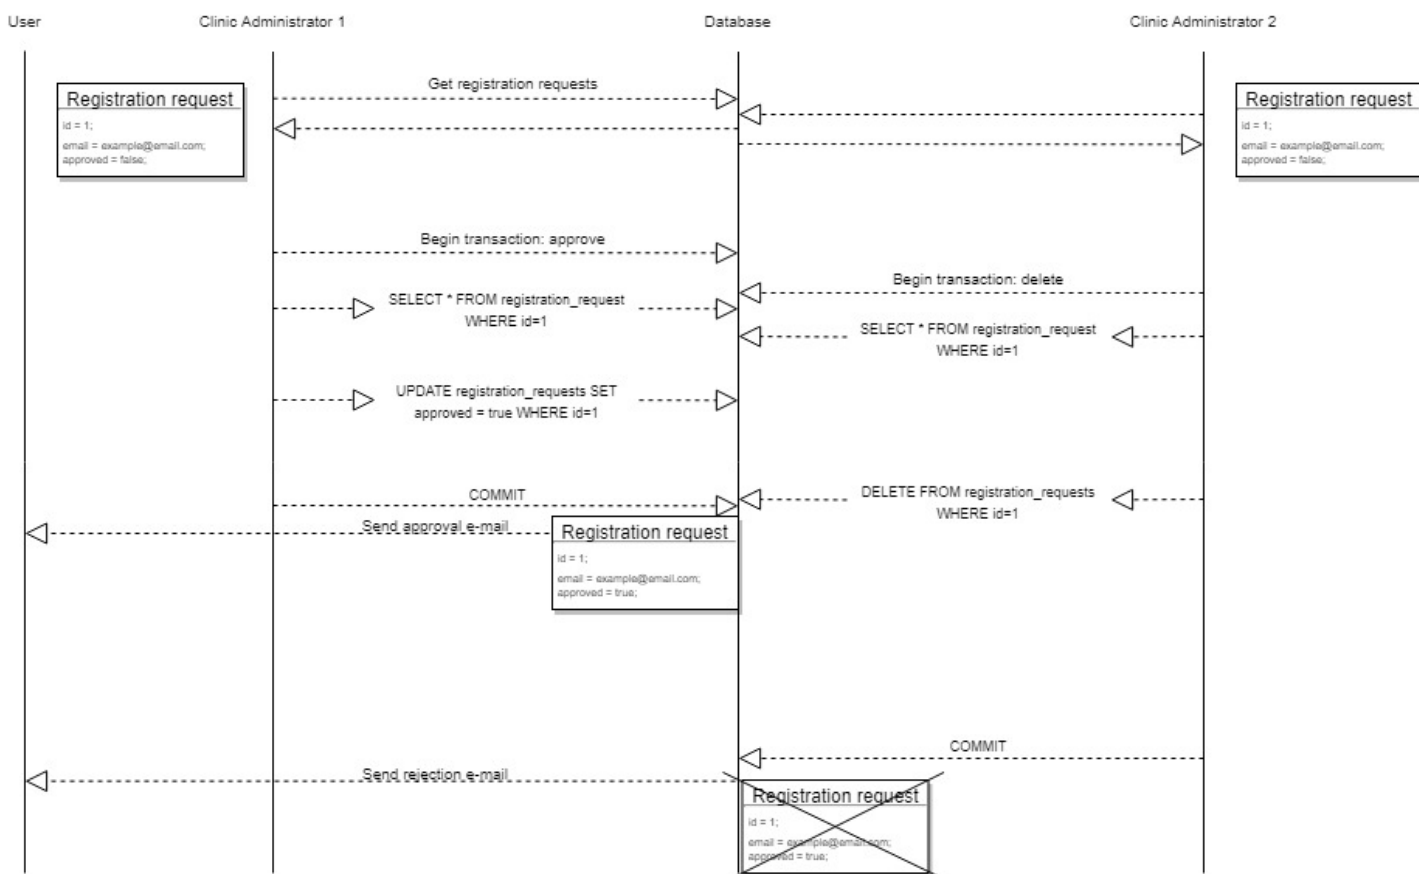 User
Clinic Administrator 1
Database
Clinic Administrator 2
Get registration requests
Registration request
id = 1;
email = example@email.com;
approved = false;
Registration request
id = 1;
email = example@email.com;
approved = false;
Begin transaction: approve
Begin transaction: delete
SELECT * FROM registration_request
WHERE id=1
SELECT * FROM registration_request
WHERE id=1
UPDATE registration_requests SET
approved = true WHERE id=1
COMMIT
DELETE FROM registration_requests
WHERE id=1
Send approval e-mail
Registration request
id = 1;
email = example@email.com;
approved = true;
COMMIT
Send rejection e-mail
Registration request
id = 1;
email = example@email.com;
approved = true;